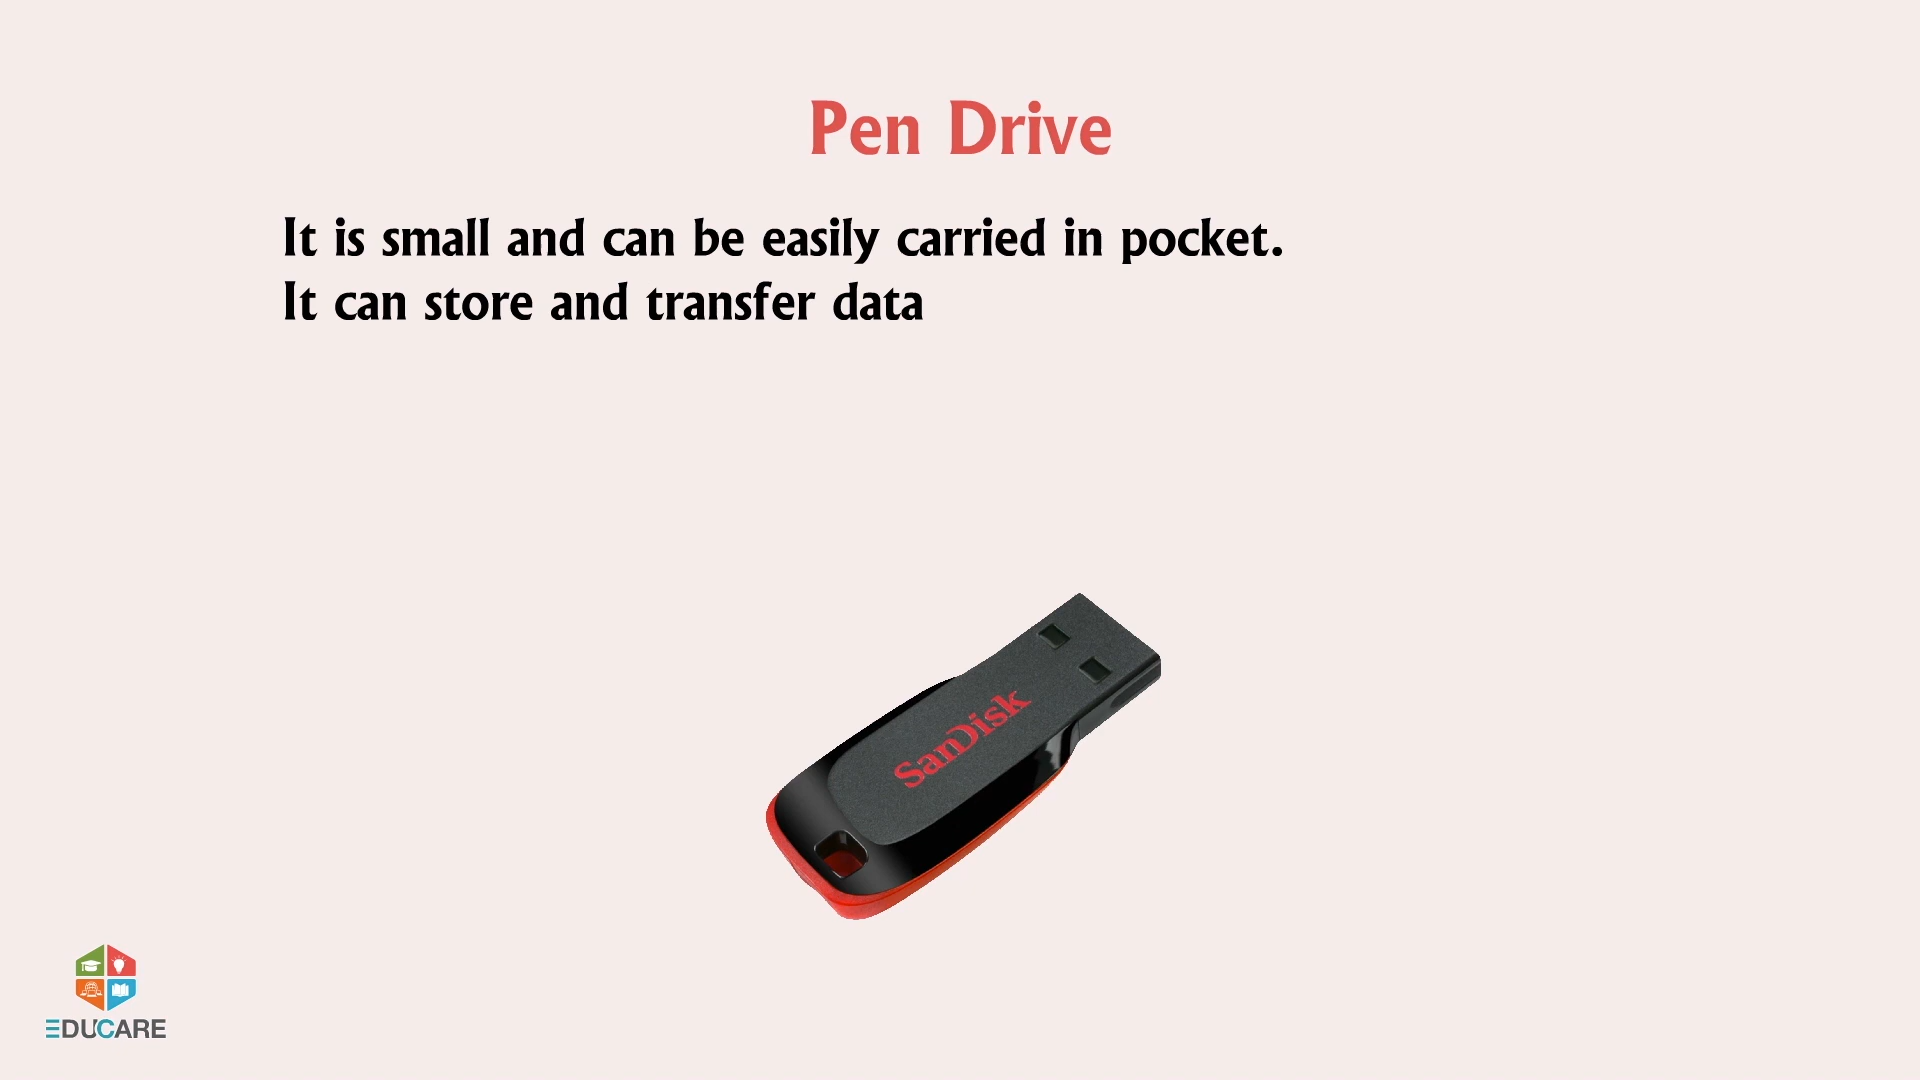 Pen Drive
It is small and can be easily carried in pocket.
It can store and transfer data
SanDisk
EDUCARE